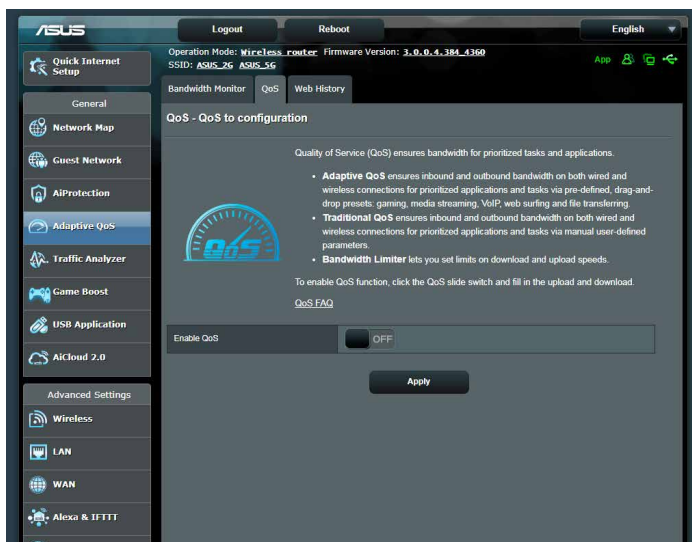 ASUS
Logout
Reboot
English
Quick Internet
Setup
Operation Mode: Wireless router Firmware Version: 3.0.0.4.384_4360
SSID: ASUS_2G ASUS_5G
App
General
Network Map
Guest Network
AiProtection
Adaptive QoS
Traffic Analyzer
Game Boost
USB Application
AiCloud 2.0
Advanced Settings
Wireless
LAN
WAN
Alexa & IFTTT
Bandwidth Monitor
QoS
Web History
QoS - QoS to configuration
QoS
Quality of Service (QoS) ensures bandwidth for prioritized tasks and applications.
• Adaptive QoS ensures inbound and outbound bandwidth on both wired and
wireless connections for prioritized applications and tasks via pre-defined, drag-and-
drop presets: gaming, media streaming, VoIP, web surfing and file transferring.
• Traditional QoS ensures inbound and outbound bandwidth on both wired and
wireless connections for prioritized applications and tasks via manual user-defined
parameters.
• Bandwidth Limiter lets you set limits on download and upload speeds.
To enable QoS function, click the QoS slide switch and fill in the upload and download.
QoS FAQ
Enable QoS
OFF
Apply